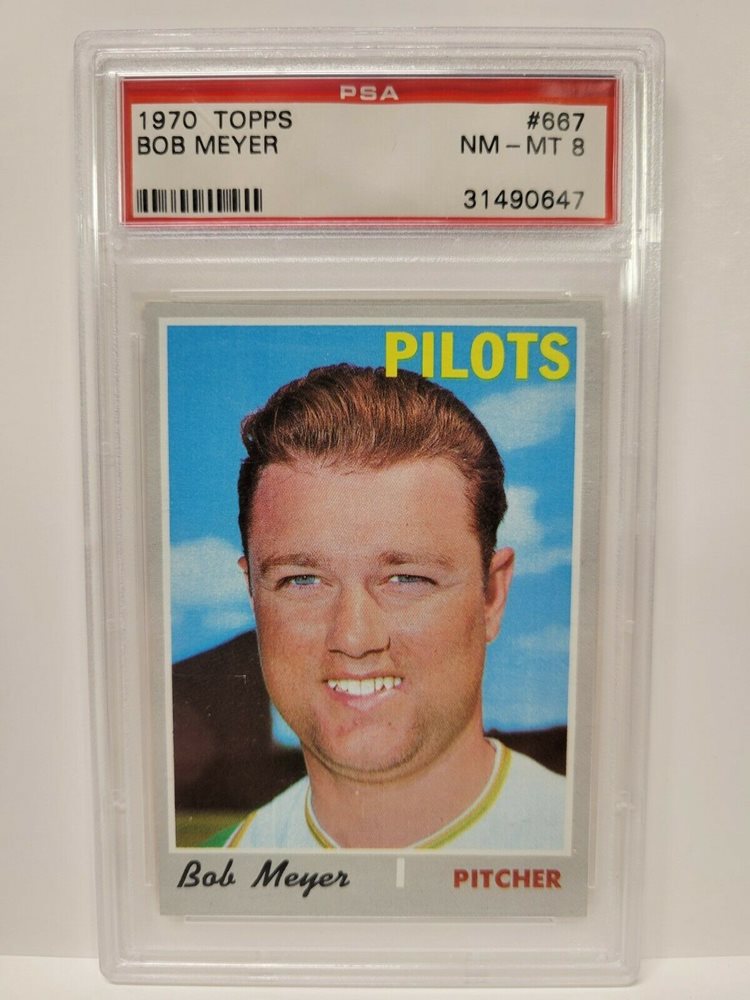 PSA
1970 TOPPS #667
BOB MEYER NM - MT 8
31490647
PILOTS
Bob Meyer PITCHER